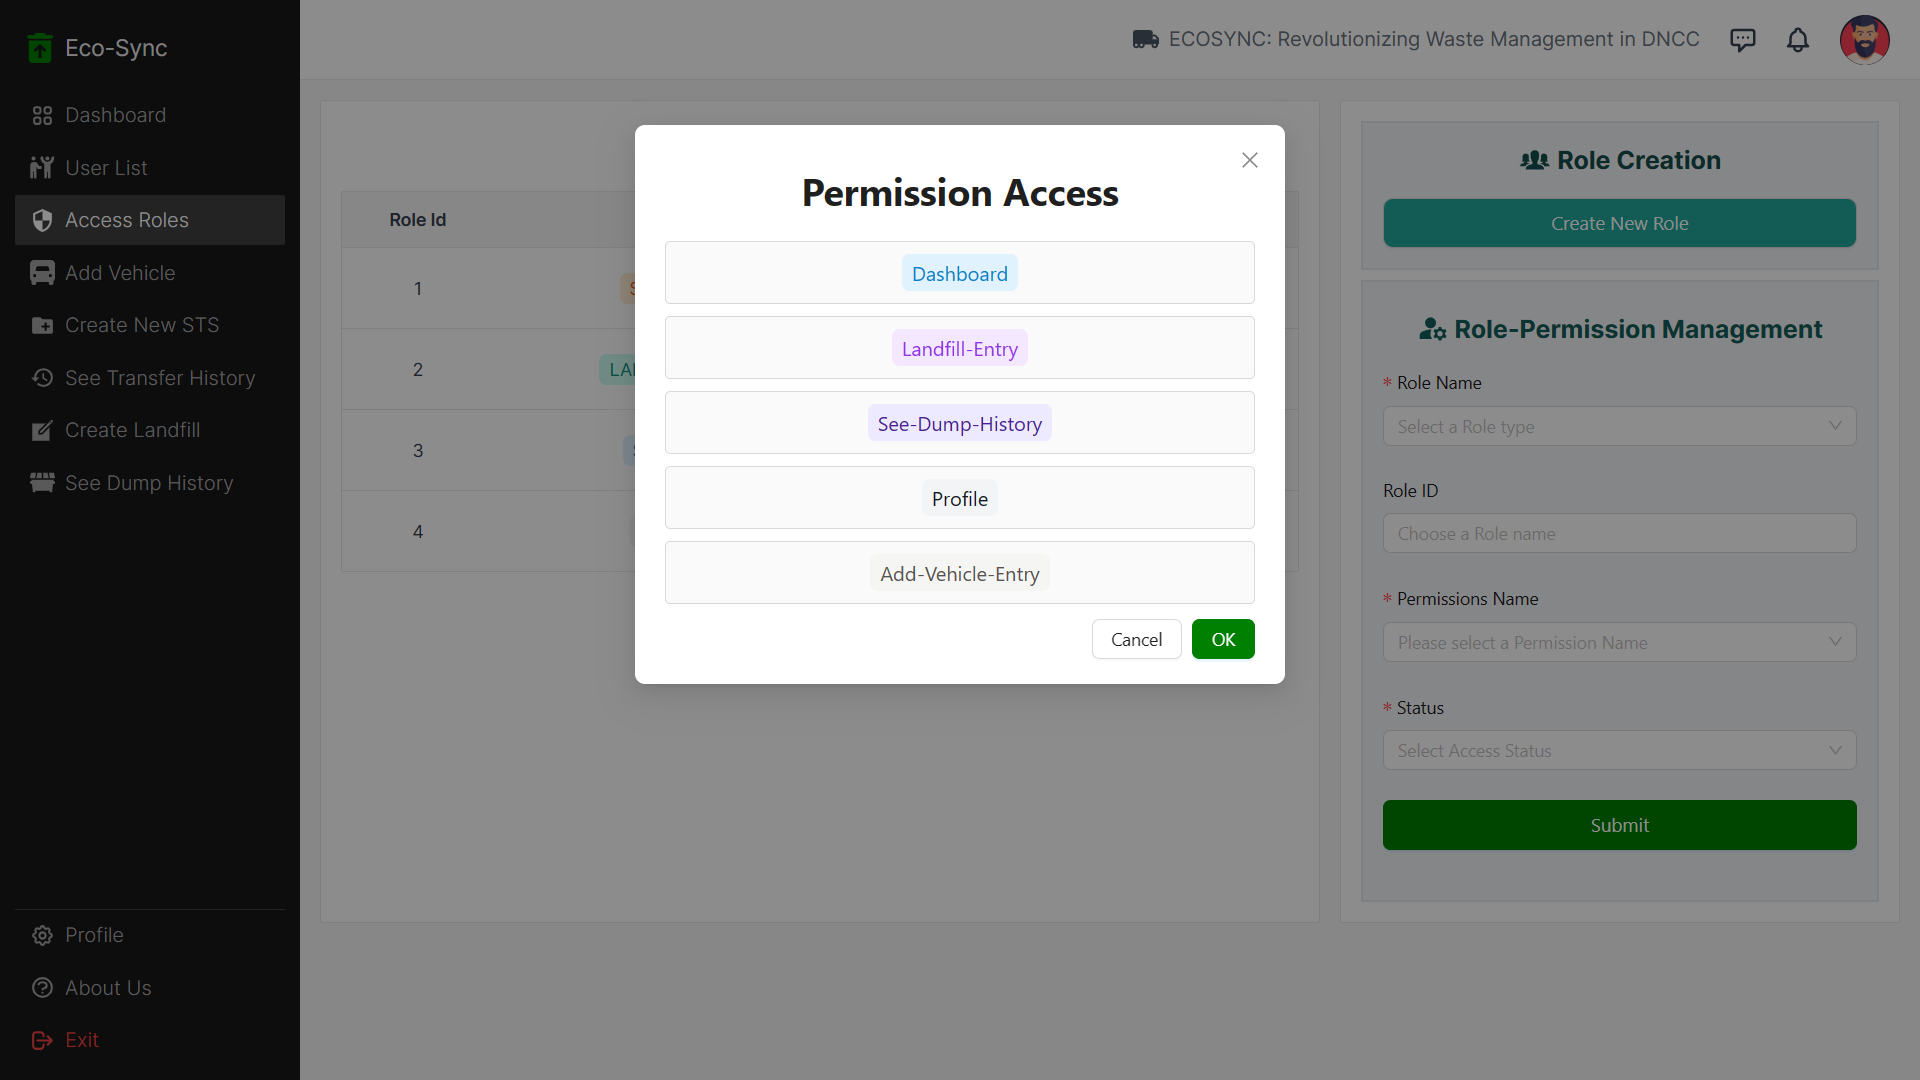 Eco-Sync
ECOSYNC: Revolutionizing Waste Management in DNCC
Dashboard
User List
Access Roles
Add Vehicle
Create New STS
See Transfer History
Create Landfill
See Dump History
Profile
About Us
Exit
Role Id
1
2
3
4
Permission Access
Dashboard
Landfill-Entry
See-Dump-History
Profile
Add-Vehicle-Entry
Cancel
OK
Role Creation
Create New Role
Role-Permission Management
* Role Name
Select a Role type
Role ID
Choose a Role name
* Permissions Name
Please select a Permission Name
* Status
Select Access Status
Submit